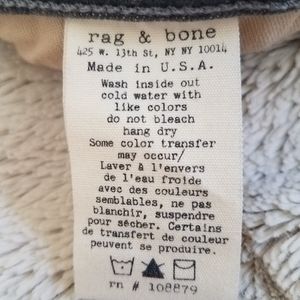 rag & bone
425 W. 13th St, NY NY 10014
Made in U.S.A.
Wash inside out
cold water with
like colors
do not bleach
hang dry
Some color transfer
may occur/
Laver à l'envers
de l'eau froide
avec des couleurs
semblables, ne pas
blanchir, suspendre
pour sécher. Certains
de transfert de couleur
peuvent se produire.
rn # 108879